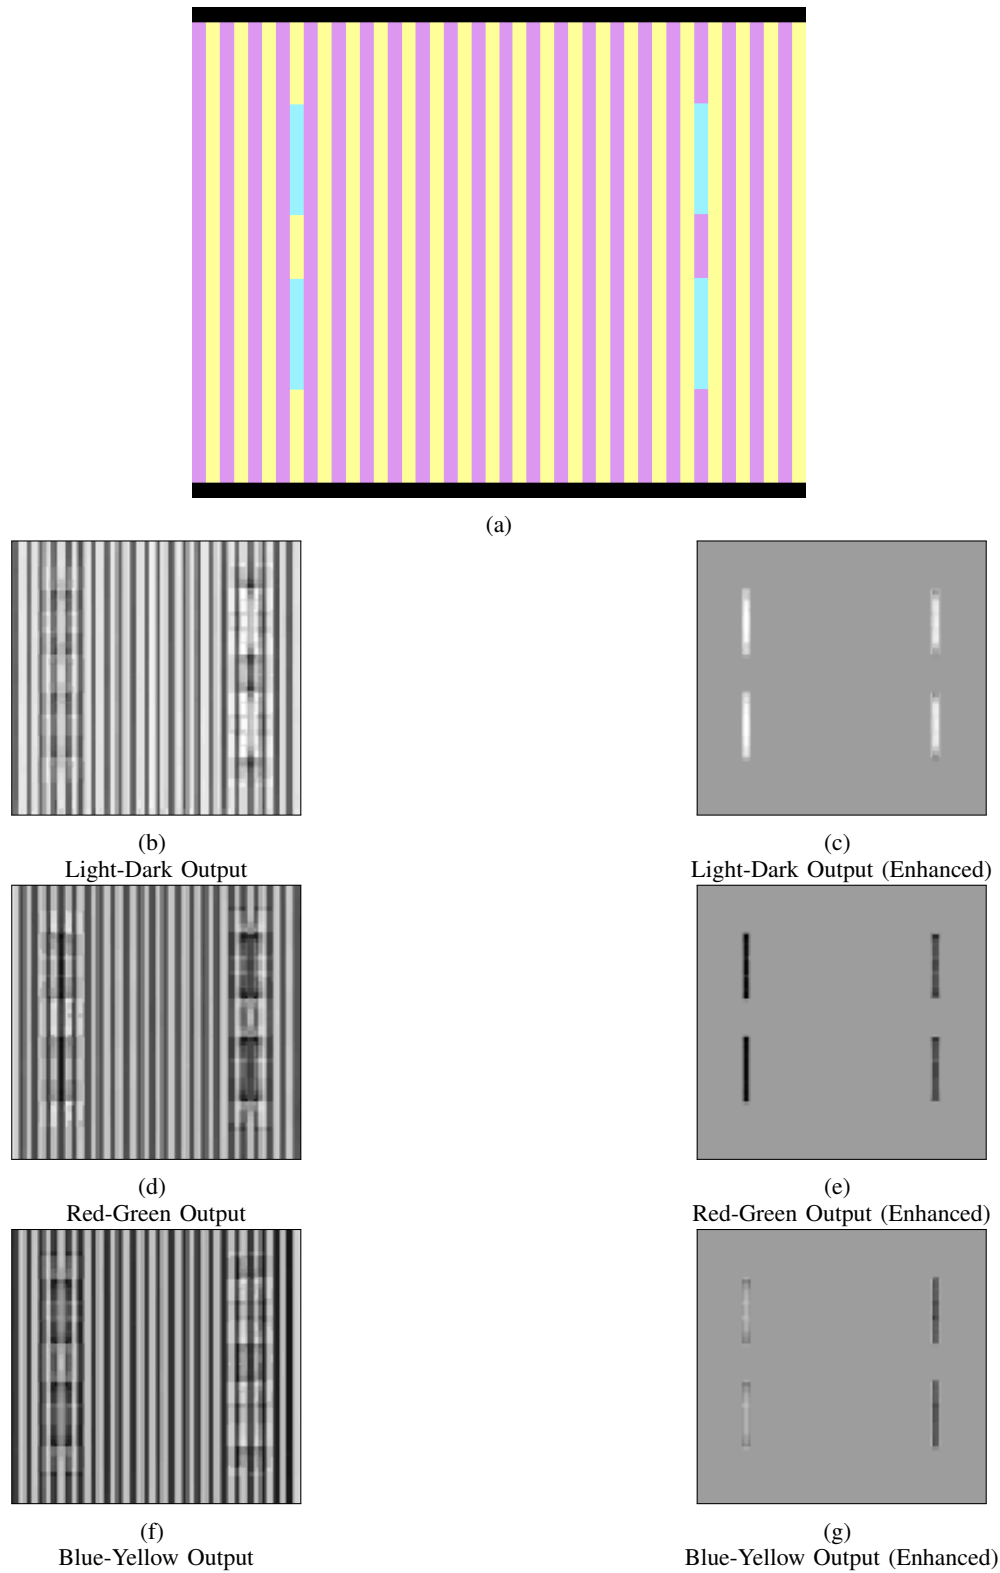 (a)
(b)
Light-Dark Output
(c)
Light-Dark Output (Enhanced)
(d)
Red-Green Output
(e)
Red-Green Output (Enhanced)
(f)
Blue-Yellow Output
(g)
Blue-Yellow Output (Enhanced)